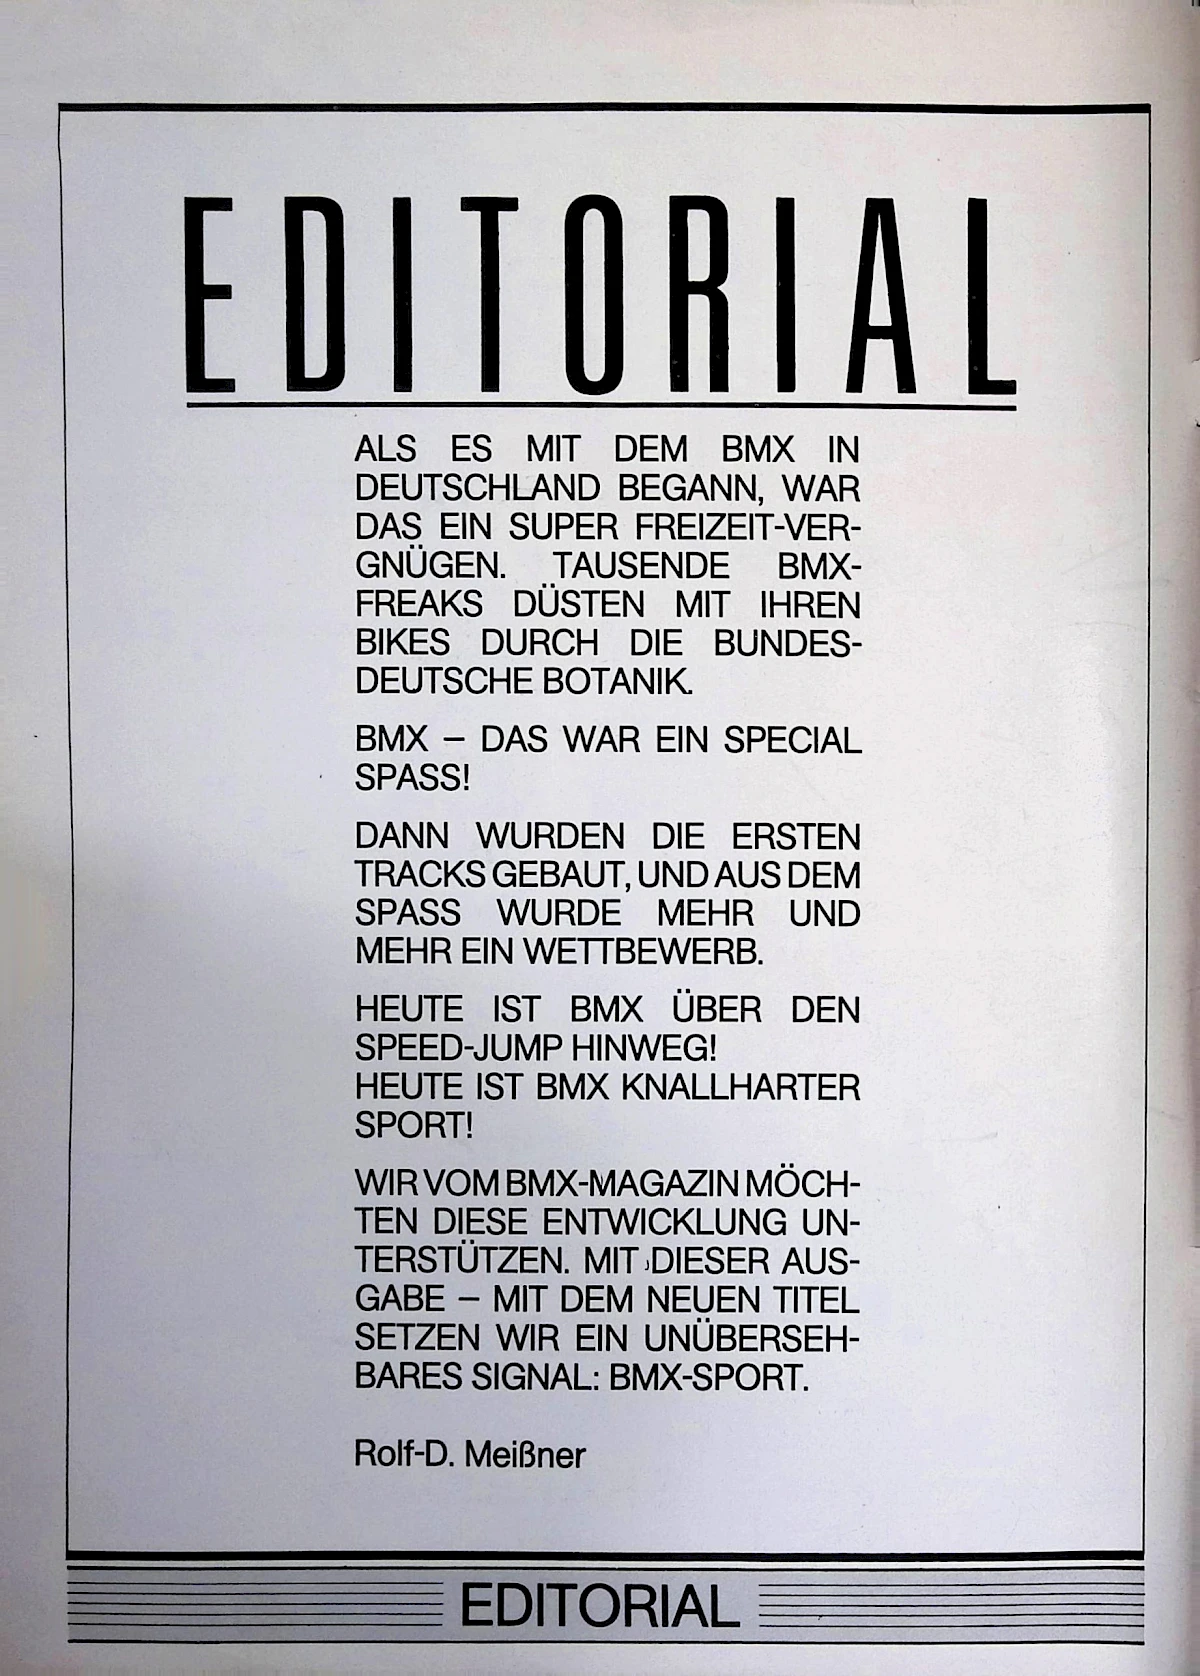 EDITORIAL
ALS ES MIT DEM BMX IN
DEUTSCHLAND BEGANN, WAR
DAS EIN SUPER FREIZEIT-VER-
GNÜGEN. TAUSENDE BMX-
FREAKS DÜSTEN MIT IHREN
BIKES DURCH DIE BUNDES-
DEUTSCHE BOTANIK.
BMX – DAS WAR EIN SPECIAL
SPASS!
DANN WURDEN DIE ERSTEN
TRACKS GEBAUT, UND AUS DEM
SPASS WURDE MEHR UND
MEHR EIN WETTBEWERB.
HEUTE IST BMX ÜBER DEN
SPEED-JUMP HINWEG!
HEUTE IST BMX KNALLHARTER
SPORT!
WIR VOM BMX-MAGAZIN MÖCH-
TEN DIESE ENTWICKLUNG UN-
TERSTÜTZEN. MIT DIESER AUS-
GABE – MIT DEM NEUEN TITEL
SETZEN WIR EIN UNÜBERSEH-
BARES SIGNAL: BMX-SPORT.
Rolf-D. Meißner
EDITORIAL